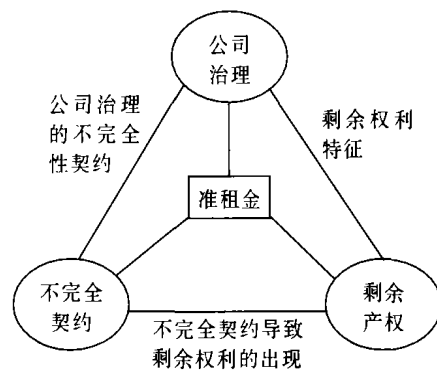 公司
治理
公司治理
的不完全
性契约
剩余权利
特征
准租金
不完全
契约
剩余
产权
不完全契约导致
剩余权利的出现